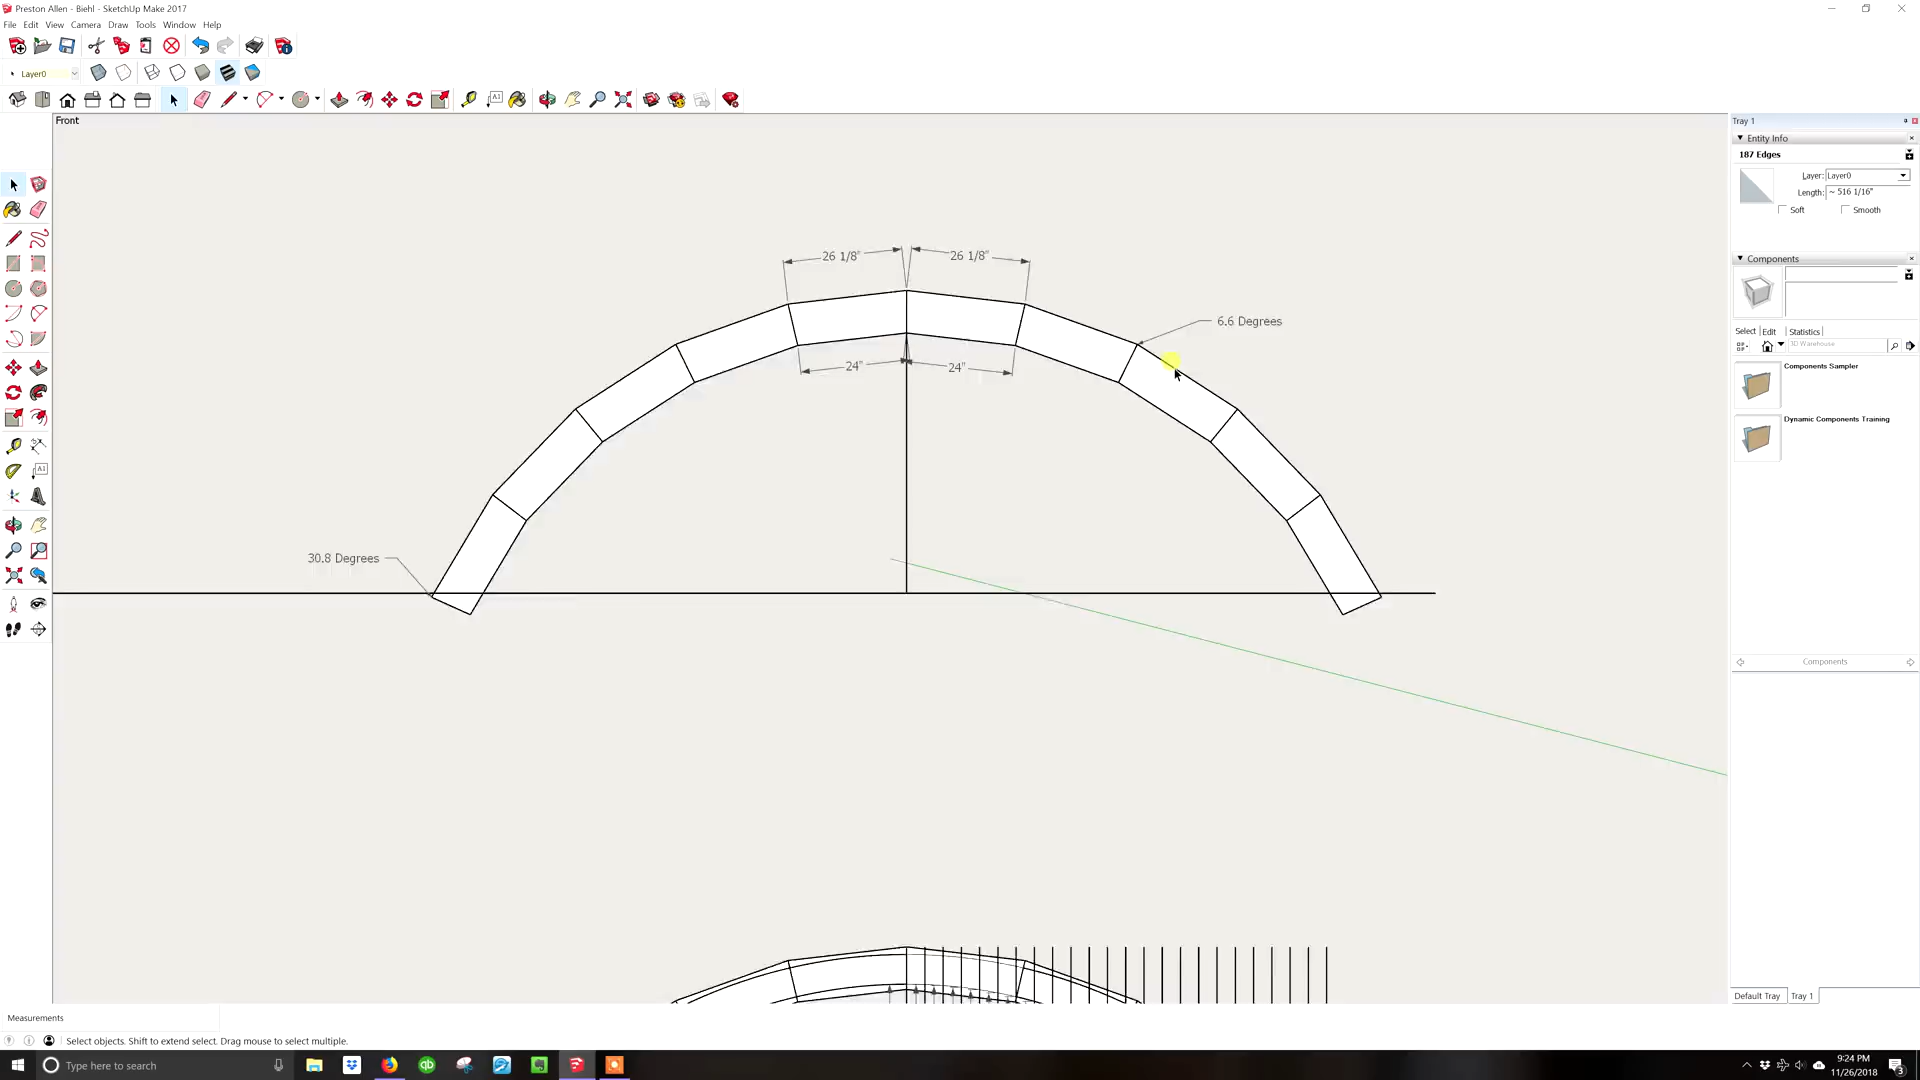 Preston Allen - Biehl - SketchUp Make 2017
File Edit View Camera Draw Tools Window Help
Layer0
Front
Tray 1
Entity Info
187 Edges
Layer: Layer0
Length: ~ 516 1/16"
Soft Smooth
Components
Select Edit Statistics
3D Warehouse
Components Sampler
Dynamic Components Training
26 1/8" 26 1/8"
6.6 Degrees
24" 24"
30.8 Degrees
Components
Default Tray Tray 1
Measurements
Select objects. Shift to extend select. Drag mouse to select multiple.
Type here to search
9:24 PM
11/26/2018